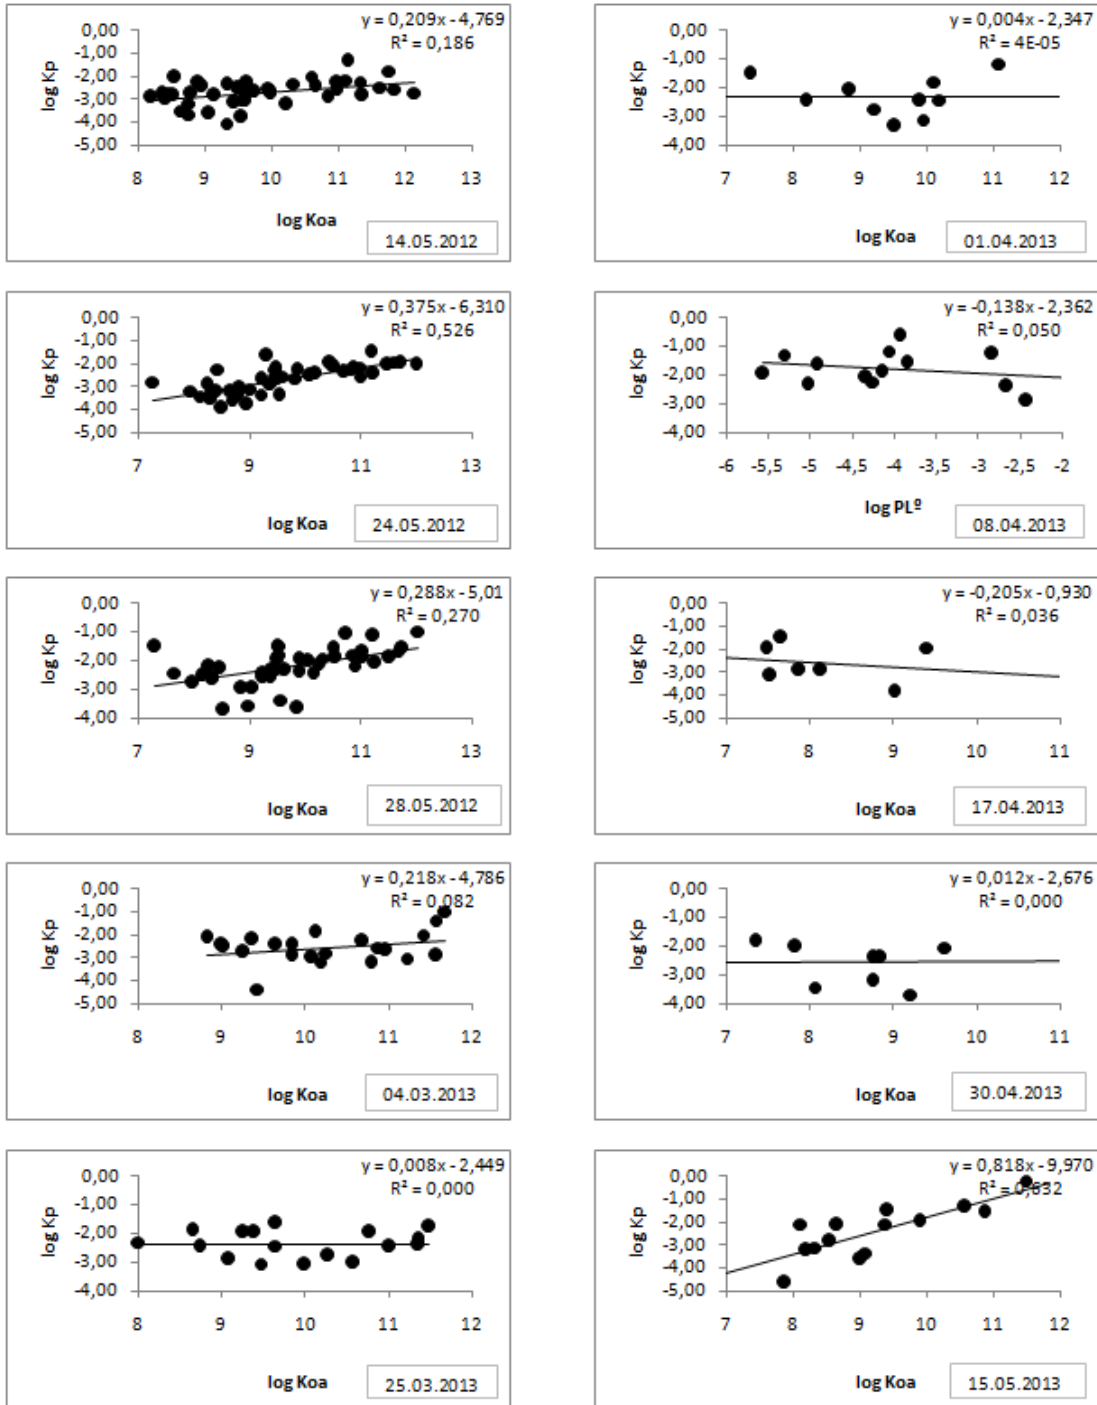 y = 0,209x - 4,769
R² = 0,186
0,00
-1,00
-2,00
-3,00
-4,00
-5,00
log Kp
8 9 10 11 12 13
log Koa
14.05.2012
y = 0,004x - 2,347
R² = 4E-05
0,00
-1,00
-2,00
-3,00
-4,00
log Kp
7 8 9 10 11 12
log Koa
01.04.2013
y = 0,375x - 6,310
R² = 0,526
0,00
-1,00
-2,00
-3,00
-4,00
-5,00
log Kp
7 9 11 13
log Koa
24.05.2012
y = -0,138x - 2,362
R² = 0,050
0,00
-1,00
-2,00
-3,00
-4,00
log Kp
-6 -5,5 -5 -4,5 -4 -3,5 -3 -2,5 -2
log PLº
08.04.2013
y = 0,288x - 5,01
R² = 0,270
0,00
-1,00
-2,00
-3,00
-4,00
log Kp
7 9 11 13
log Koa
28.05.2012
y = -0,205x - 0,930
R² = 0,036
0,00
-1,00
-2,00
-3,00
-4,00
-5,00
log Kp
7 8 9 10 11
log Koa
17.04.2013
y = 0,218x - 4,786
R² = 0,082
0,00
-1,00
-2,00
-3,00
-4,00
-5,00
log Kp
8 9 10 11 12
log Koa
04.03.2013
y = 0,012x - 2,676
R² = 0,000
0,00
-1,00
-2,00
-3,00
-4,00
log Kp
7 8 9 10 11
log Koa
30.04.2013
y = 0,008x - 2,449
R² = 0,000
0,00
-1,00
-2,00
-3,00
-4,00
log Kp
8 9 10 11 12
log Koa
25.03.2013
y = 0,818x - 9,970
R² = 0,632
0,00
-1,00
-2,00
-3,00
-4,00
-5,00
log Kp
7 8 9 10 11 12
log Koa
15.05.2013